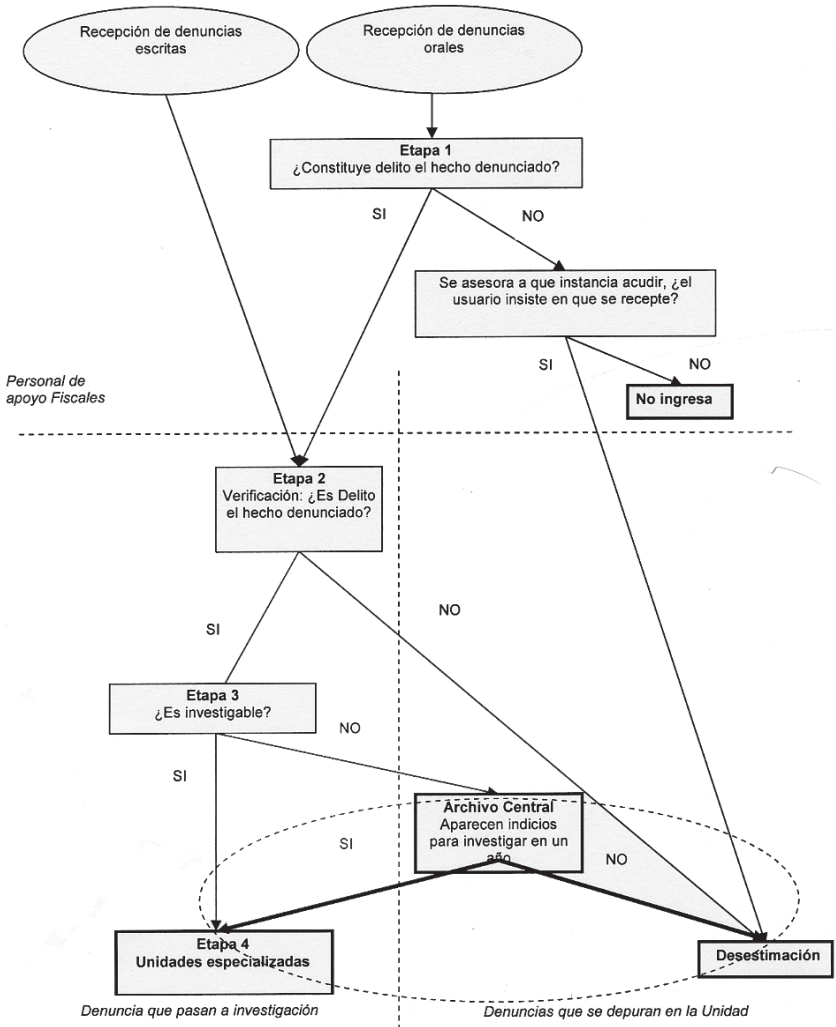 Recepción de denuncias
escritas
Recepción de denuncias
orales
Etapa 1
¿Constituye delito el hecho denunciado?
SI
NO
Se asesora a que instancia acudir, ¿el
usuario insiste en que se recepte?
SI
NO
No ingresa
Personal de
apoyo Fiscales
Etapa 2
Verificación: ¿Es Delito
el hecho denunciado?
SI
NO
Etapa 3
¿Es investigable?
SI
NO
Archivo Central
Aparecen indicios
para investigar en un
año
SI
NO
Etapa 4
Unidades especializadas
Desestimación
Denuncia que pasan a investigación
Denuncias que se depuran en la Unidad